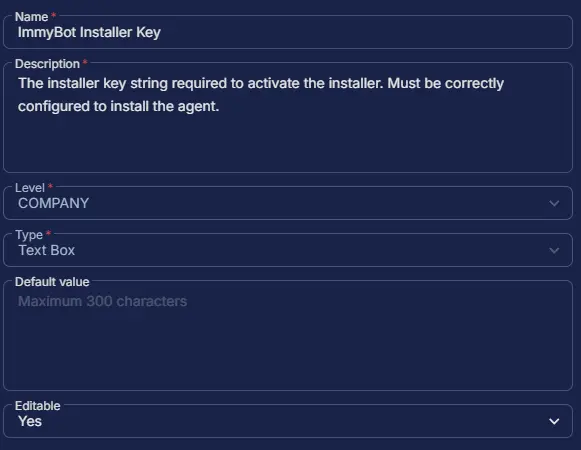 Name *
ImmyBot Installer Key
Description *
The installer key string required to activate the installer. Must be correctly
configured to install the agent.
Level *
COMPANY
Type *
Text Box
Default value
Maximum 300 characters
Editable
Yes